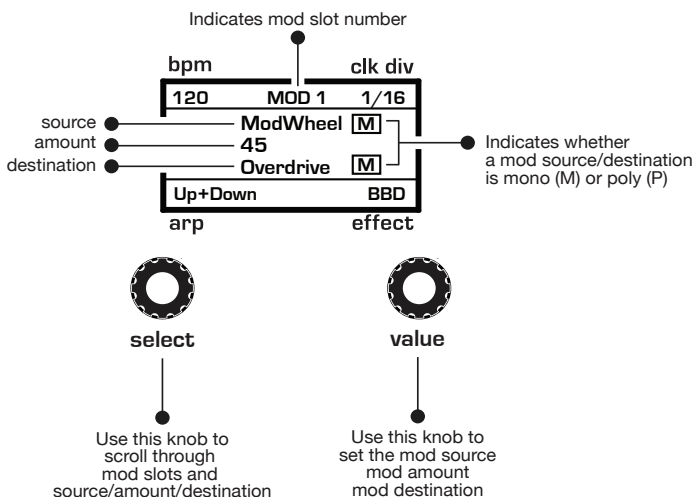 Indicates mod slot number
bpm clk div
120 MOD 1 1/16
source ModWheel M
amount 45
destination Overdrive M
Indicates whether
a mod source/destination
is mono (M) or poly (P)
Up+Down BBD
arp effect
select value
Use this knob to
scroll through
mod slots and
source/amount/destination
Use this knob to
set the mod source
mod amount
mod destination